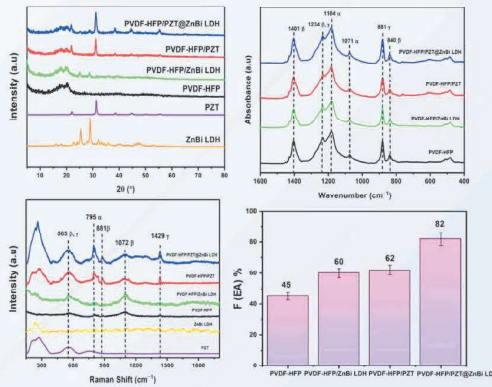 Intensity (a.u)
PVDF-HFP/PZT@ZnBi LDH
PVDF-HFP/PZT
PVDF-HFP/ZnBi LDH
PVDF-HFP
PZT
ZnBi LDH
10 20 30 40 50 60 70 80
2θ (°)
Absorbance (a.u)
1401 β
1234 β, γ
1184 α
1071 α
881 γ
840 β
PVDF-HFP/PZT@ZnBi LDH
PVDF-HFP/PZT
PVDF-HFP/ZnBi LDH
PVDF-HFP
1600 1400 1200 1000 800 600 400
Wavenumber (cm⁻¹)
Intensity (a.u)
565 β, γ
795 α
881β
1072 β
1429 γ
PVDF-HFP/PZT@ZnBi LDH
PVDF-HFP/PZT
PVDF-HFP/ZnBi LDH
PVDF-HFP
ZnBi LDH
PZT
300 600 900 1200 1500
Raman Shift (cm⁻¹)
F (EA) %
100
80
60
40
20
0
45
60
62
82
PVDF-HFP PVDF-HFP/ZnBi LDH PVDF-HFP/PZT PVDF-HFP/PZT@ZnBi LD